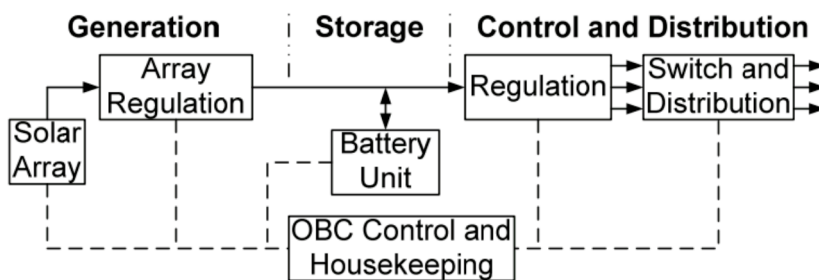 Generation
Storage
Control and Distribution
Array
Regulation
Regulation
Switch and
Distribution
Solar
Array
Battery
Unit
OBC Control and
Housekeeping